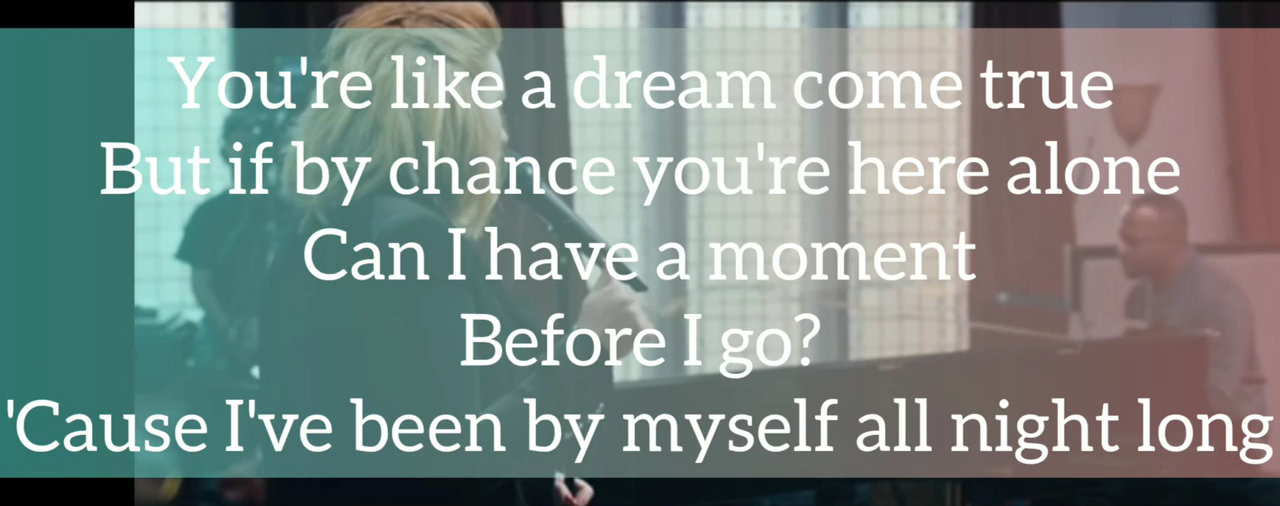 You're like a dream come true
But if by chance you're here alone
Can I have a moment
Before I go?
'Cause I've been by myself all night long